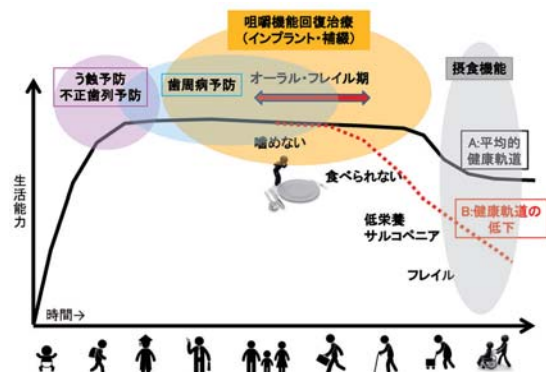 咀嚼機能回復治療
(インプラント・補綴)
う蝕予防
不正歯列予防
歯周病予防
オーラル・フレイル期
摂食機能
噛めない
食べられない
A:平均的
健康軌道
生活能力
低栄養
サルコペニア
B:健康軌道の
低下
フレイル
時間→